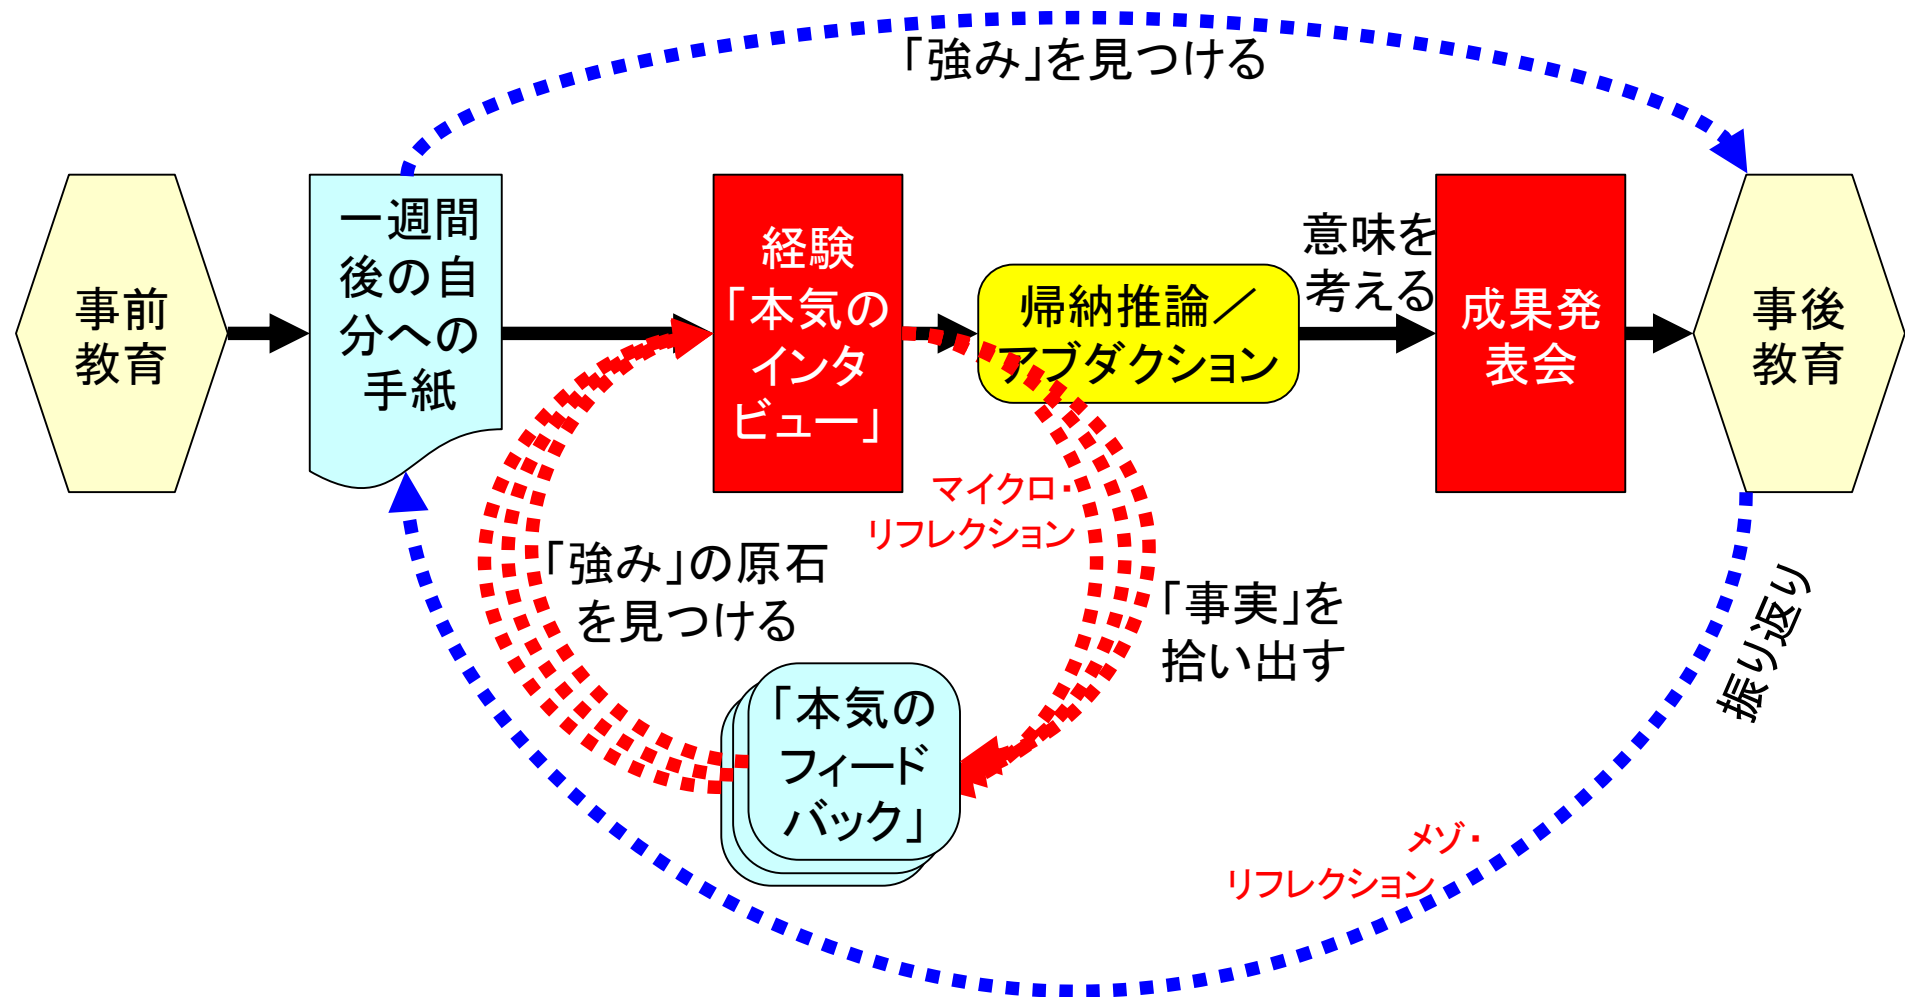 「強み」を見つける
事前
教育
一週間
後の自
分への
手紙
経験
「本気の
インタ
ビュー」
帰納推論／
アブダクション
意味を
考える
成果発
表会
事後
教育
マイクロ・
リフレクション
「強み」の原石
を見つける
「事実」を
拾い出す
振り返り
「本気の
フィード
バック」
メゾ・
リフレクション